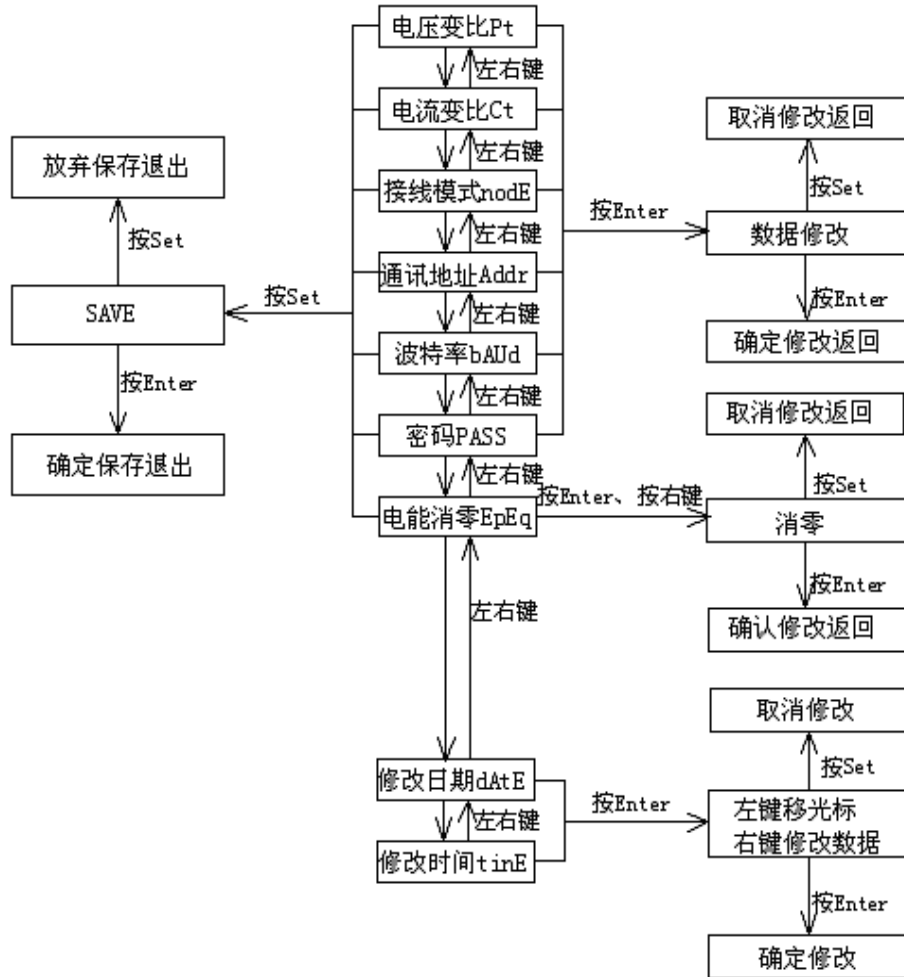 电压变比Pt
左右键
电流变比Ct
取消修改返回
放弃保存退出
左右键
按Set
接线模式nodE
按Enter
数据修改
按Set
左右键
通讯地址Addr
按Set
SAVE
按Enter
左右键
确定修改返回
波特率bAUd
按Enter
左右键
取消修改返回
密码PASS
确定保存退出
左右键
按Set
电能消零EpEq
按Enter、按右键
消零
按Enter
左右键
确认修改返回
取消修改
修改日期dAtE
按Set
按Enter
左键移光标
右键修改数据
左右键
修改时间tinE
按Enter
确定修改